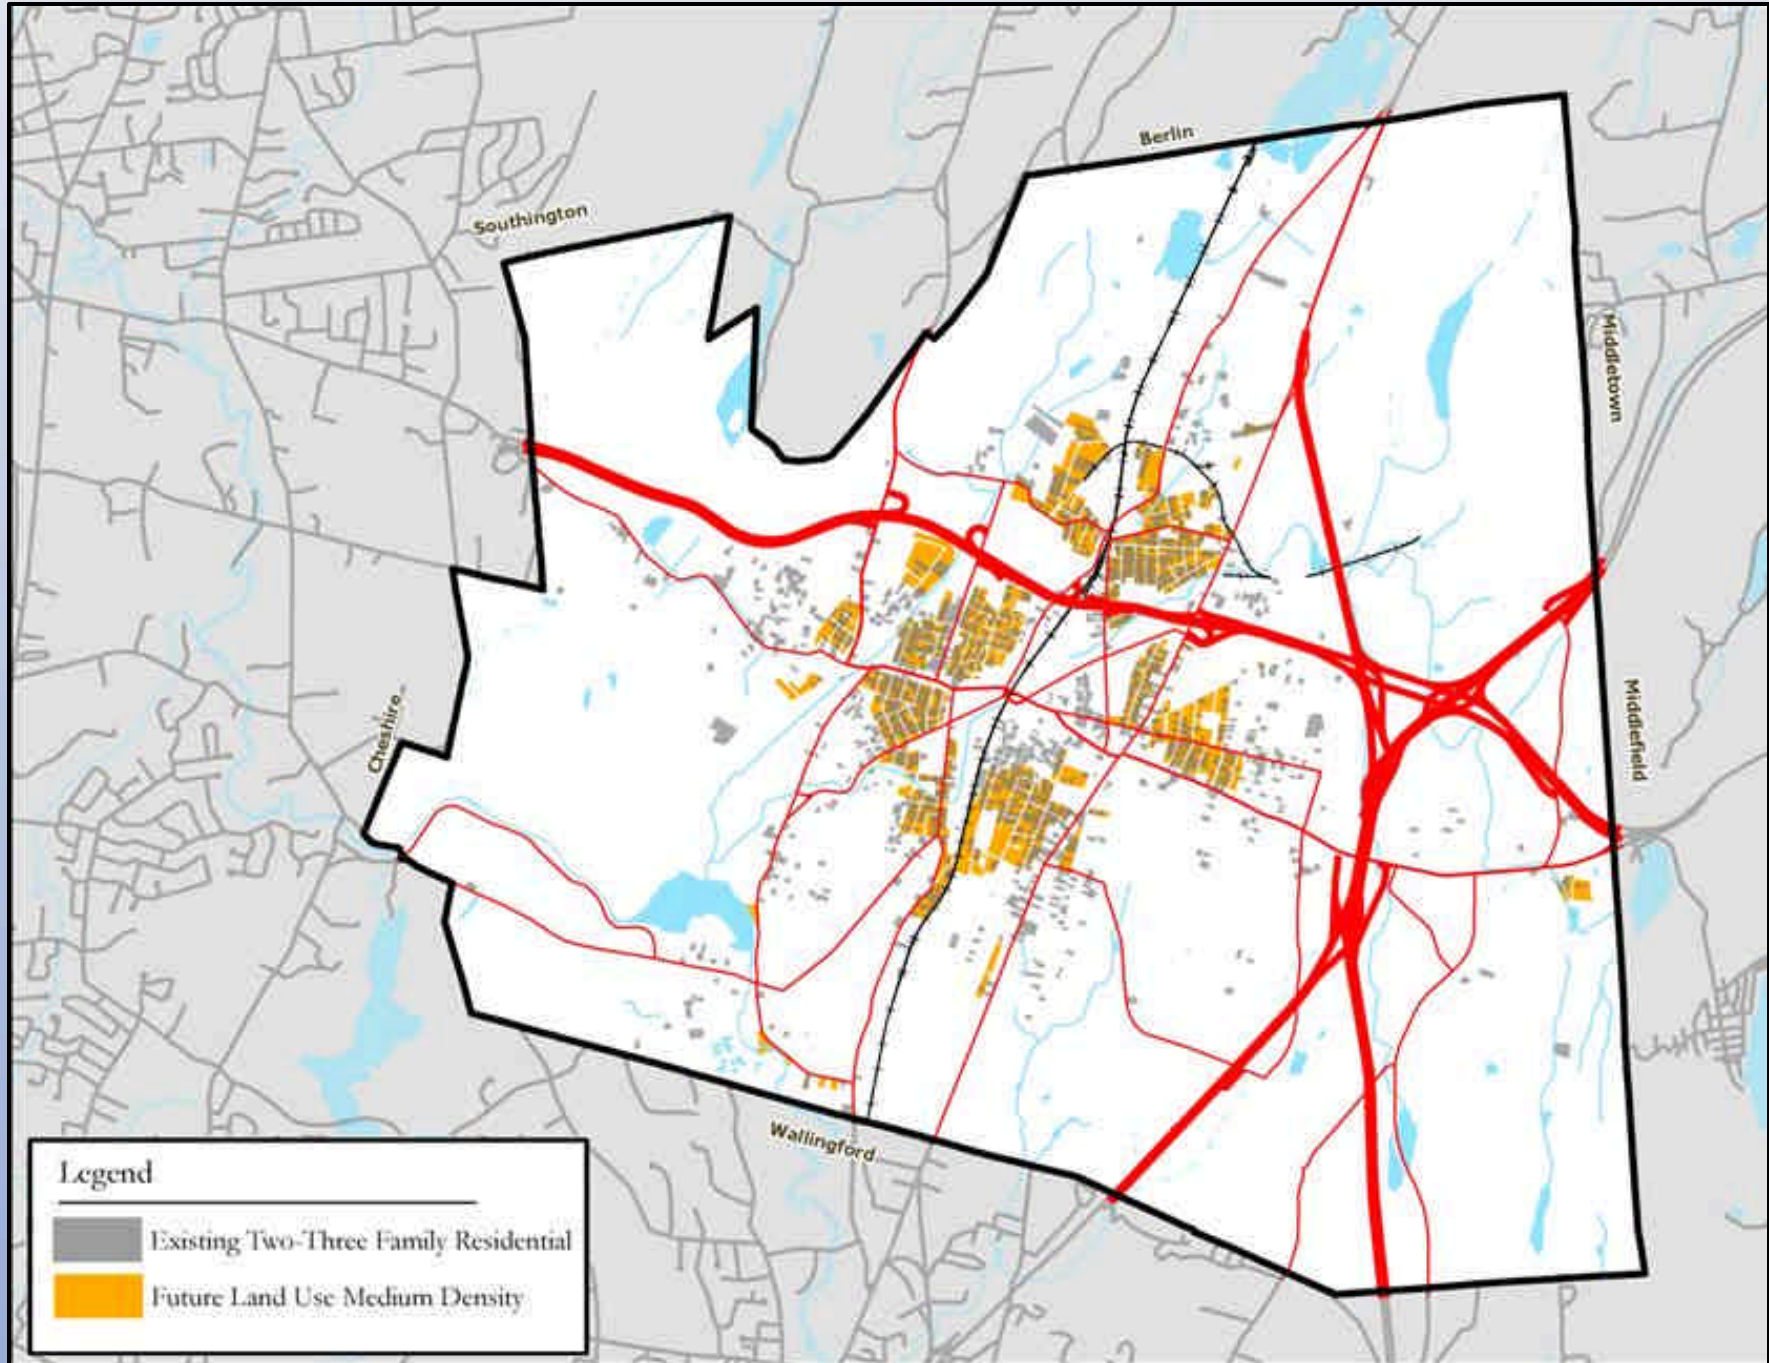 Berlin
Southington
Middletown
Cheshire
Middlefield
Wallingford
Legend
Existing Two-Three Family Residential
Future Land Use Medium Density